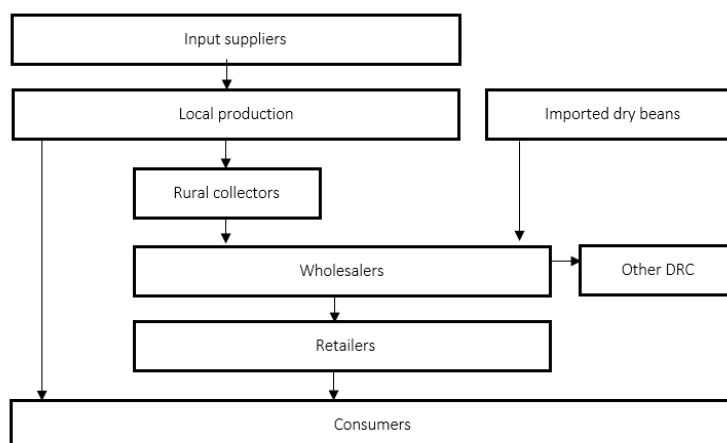 Input suppliers
Local production
Imported dry beans
Rural collectors
Wholesalers
Other DRC
Retailers
Consumers